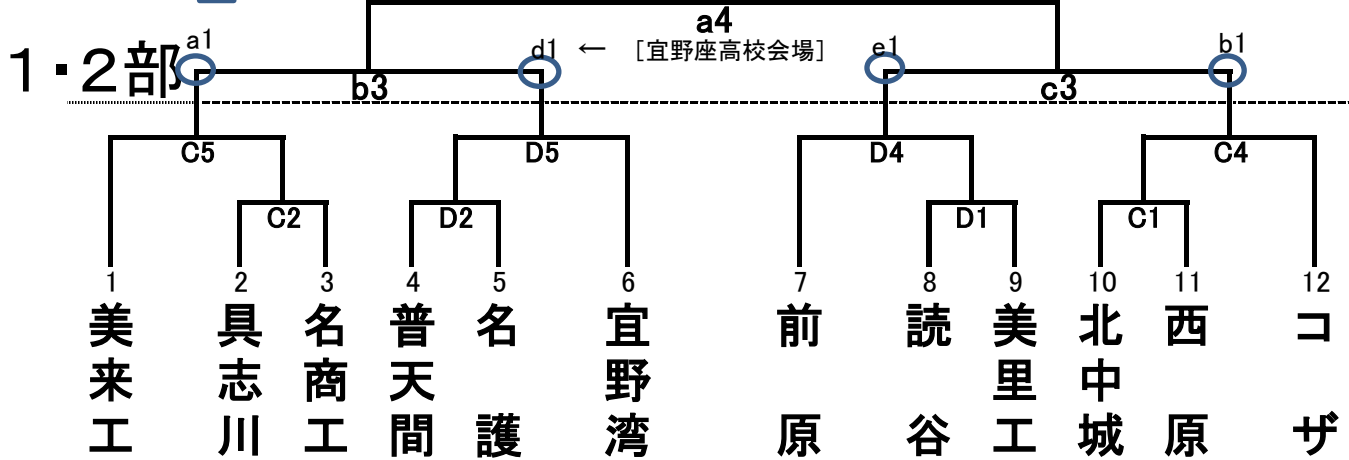 a4
1・2部
a1
d1 ← [宜野座高校会場]
e1
b1
b3
c3
C5
D5
D4
C4
C2
D2
D1
C1
1
2
3
4
5
6
7
8
9
10
11
12
美来工
具志川
名商工
普天間
名護
宜野湾
前原
読谷
美里工
北中城
西原
コザ